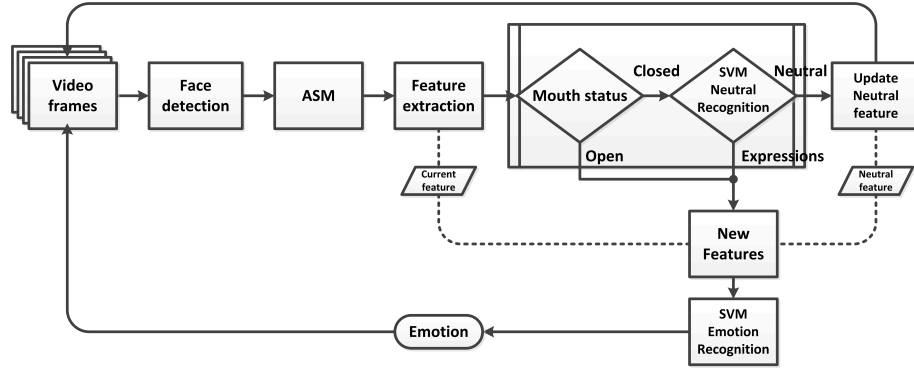 Video
frames
Face
detection
ASM
Feature
extraction
Mouth status
Closed
SVM
Neutral
Recognition
Neutral
Update
Neutral
feature
Open
Expressions
Current
feature
Neutral
feature
New
Features
SVM
Emotion
Recognition
Emotion